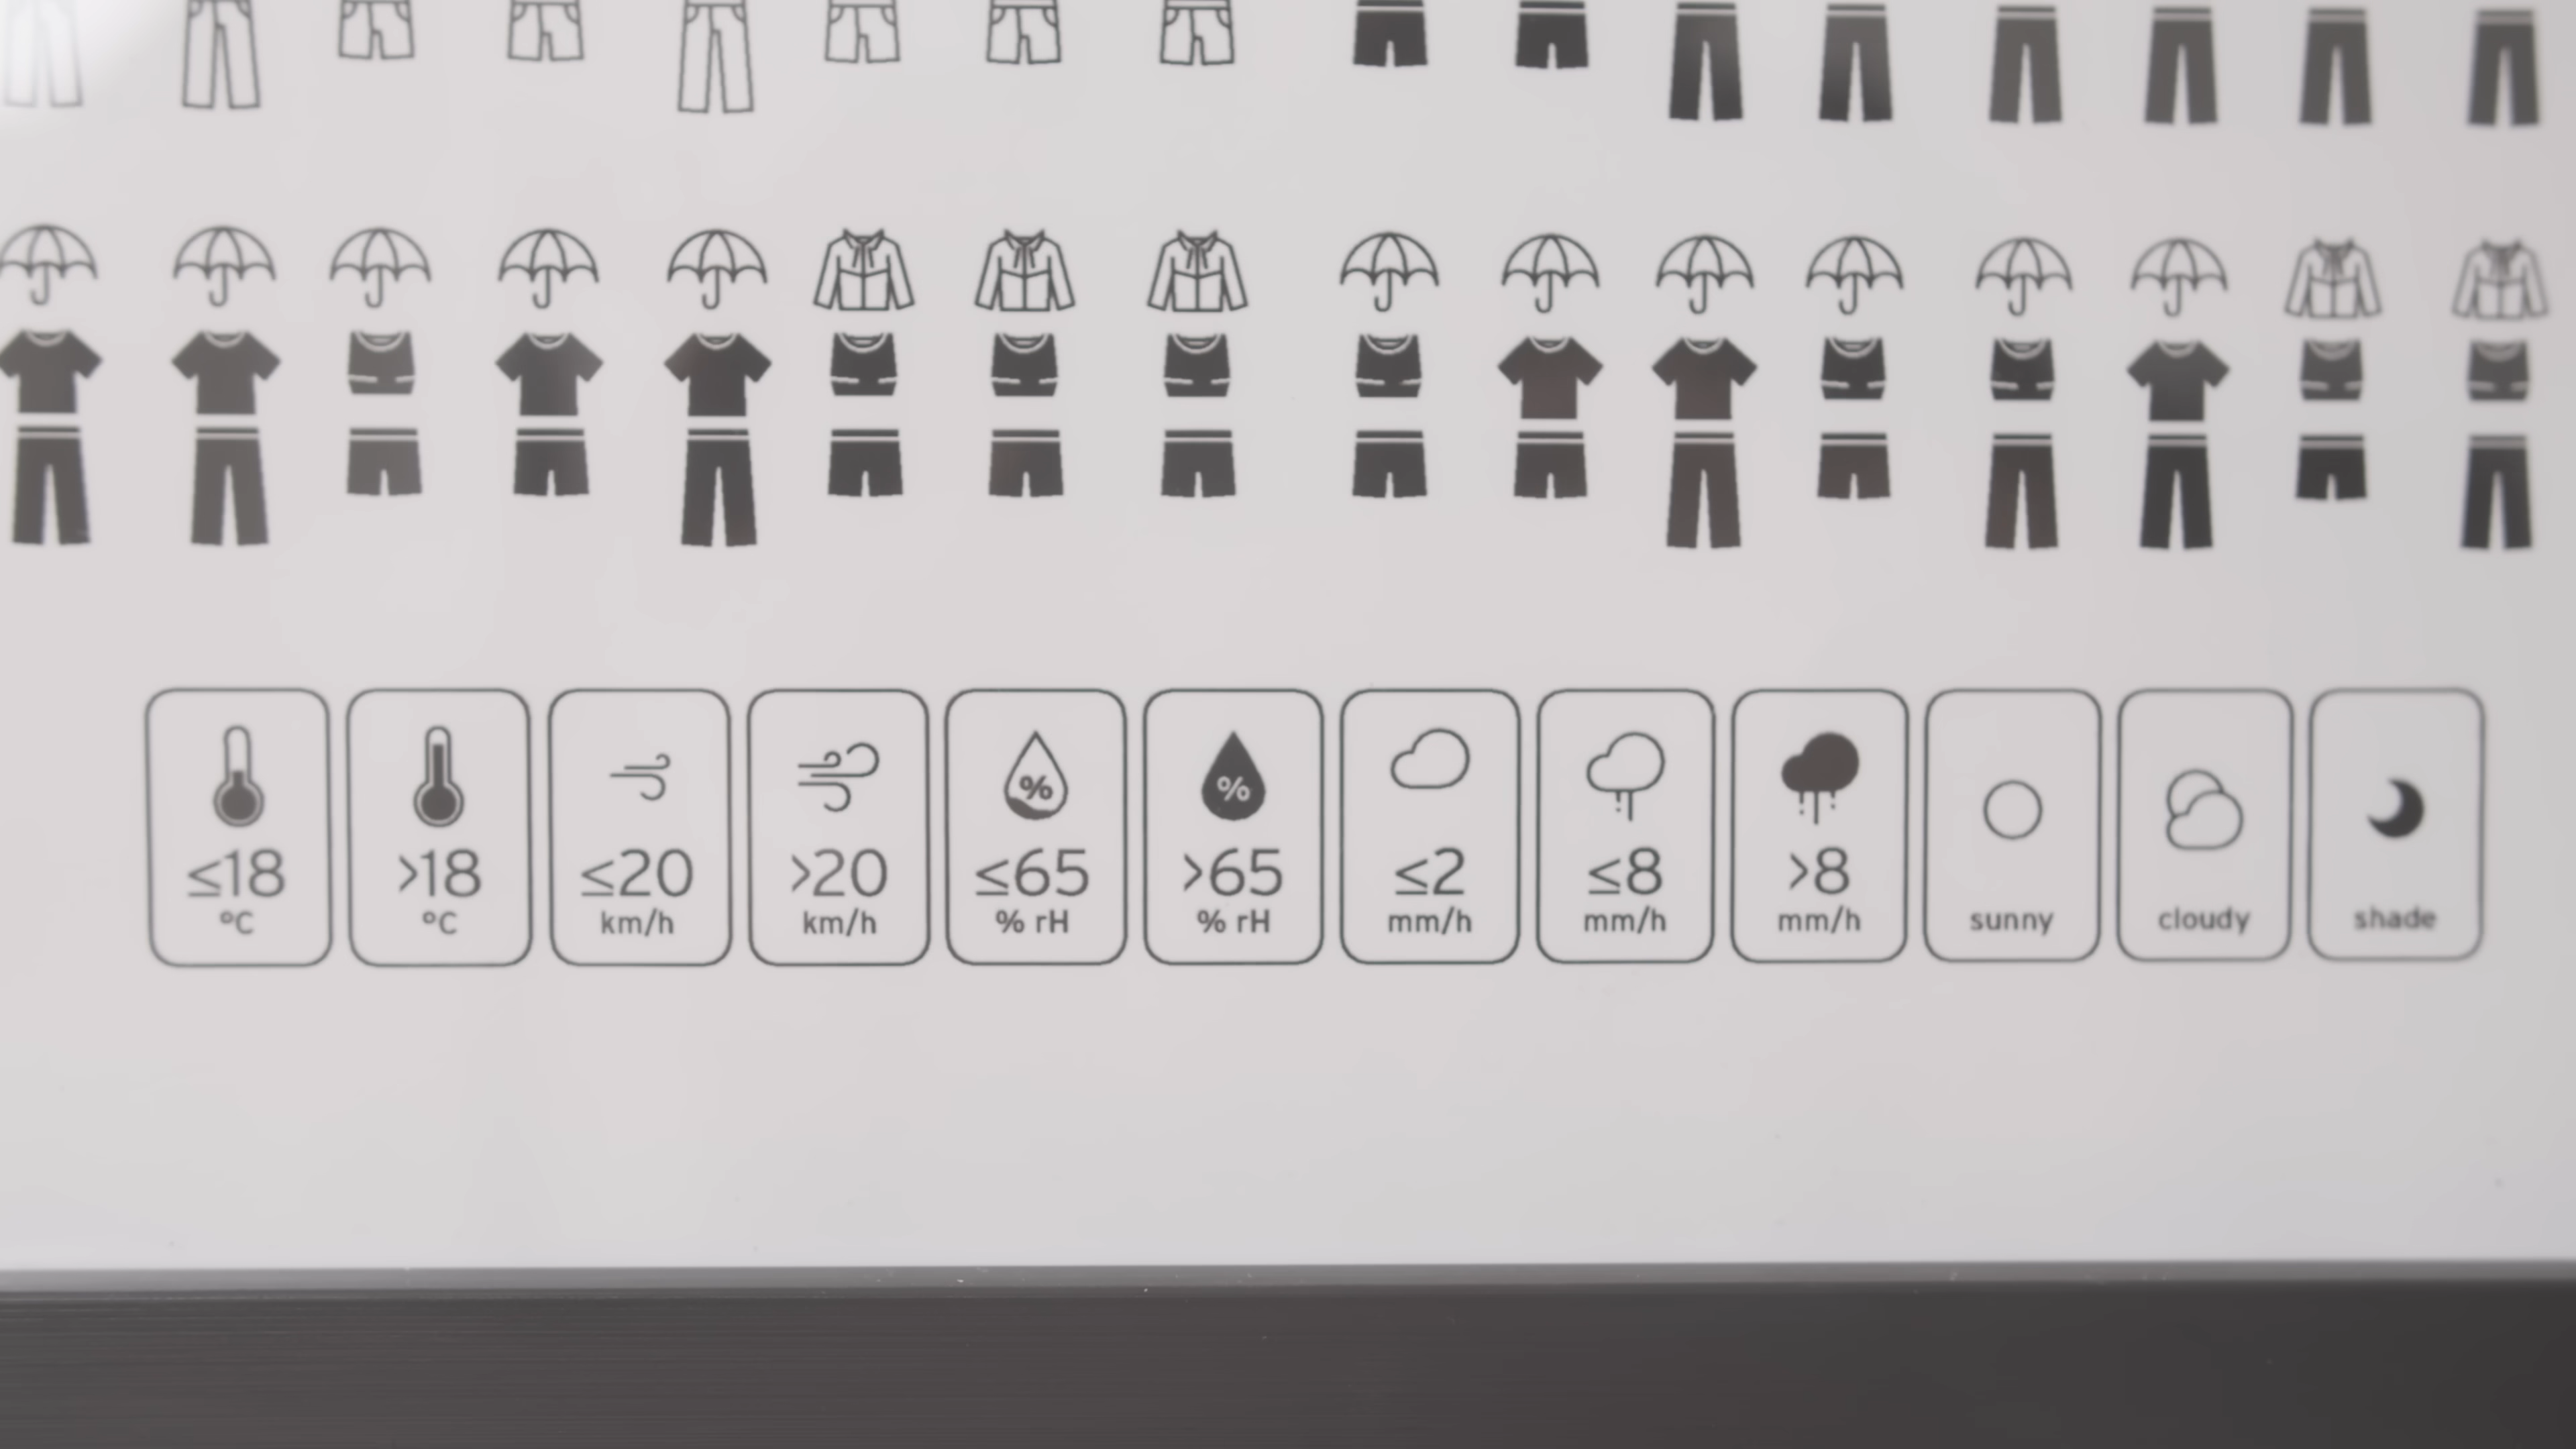 % %
≤18 >18 ≤20 >20 ≤65 >65 ≤2 ≤8 >8
°C °C km/h km/h % rH % rH mm/h mm/h mm/h sunny cloudy shade